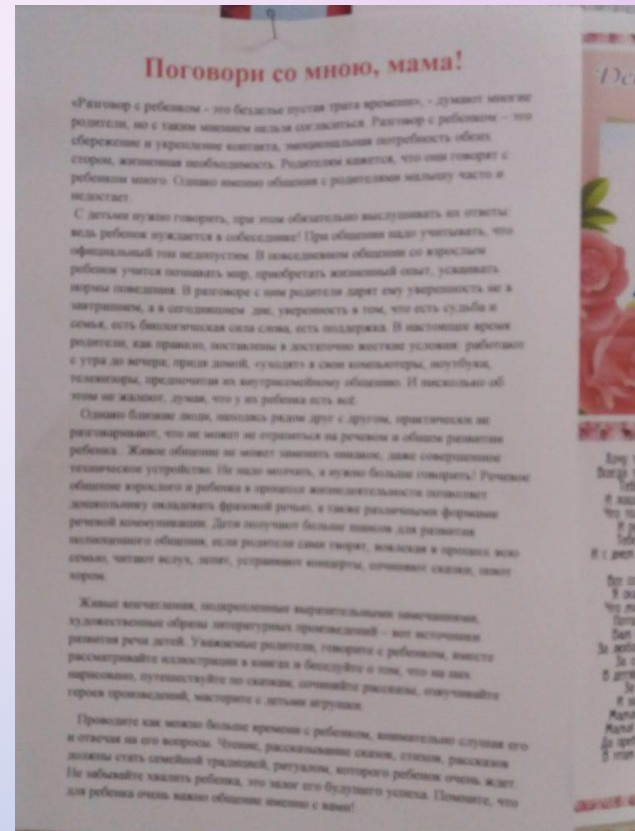 Поговори со мною, мама!
«Разговор с ребенком - это безделье пустая трата времени», - думают многие
родители, но с таким мнением нельзя согласиться. Разговор с ребенком – это
сбережение и укрепление контакта, эмоциональная потребность обеих
сторон, жизненная необходимость. Родителям кажется, что они говорят с
ребенком много. Однако именно общения с родителями малышу часто и
недостает.
С детьми нужно говорить, при этом обязательно выслушивать их ответы:
ведь ребенок нуждается в собеседнике! При общении надо учитывать, что
официальный тон недопустим. В повседневном общении со взрослым
ребенок учится познавать мир, приобретать жизненный опыт, усваивать
нормы поведения. В разговоре с ним родители дарят ему уверенность не в
завтрашнем, а в сегодняшнем дне, уверенность в том, что есть судьба и
семья, есть биологическая сила слова, есть поддержка. В настоящее время
родители, как правило, поставлены в достаточно жесткие условия: работают
с утра до вечера; придя домой, «уходят» в свои компьютеры, ноутбуки,
телевизоры, предпочитая их внутрисемейному общению. И нисколько об
этом не жалеют, думая, что у их ребенка есть всё.
Однако близкие люди, находясь рядом друг с другом, практически не
разговаривают, что не может не отразиться на речевом и общем развитии
ребенка. Живое общение не может заменить никакое, даже совершенное
техническое устройство. Не надо молчать, а нужно больше говорить! Речевое
общение взрослого и ребенка в процессе жизнедеятельности позволяет
дошкольнику овладевать фразовой речью, а также различными формами
речевой коммуникации. Дети получают больше шансов для развития
полноценного общения, если родители сами творят, вовлекая в процесс всю
семью, читают вслух, лепят, устраивают концерты, сочиняют сказки, поют
хором.
Живые впечатления, подкрепленные выразительными замечаниями,
художественные образы литературных произведений – вот источники
развития речи детей. Уважаемые родители, говорите с ребенком, вместе
рассматривайте иллюстрации в книгах и беседуйте о том, что на них
нарисовано, путешествуйте по сказкам, сочиняйте рассказы, озвучивайте
героев произведений, мастерите с детьми игрушки.
Проводите как можно больше времени с ребенком, внимательно слушая его
и отвечая на его вопросы. Чтение, рассказывание сказок, стихов, рассказов
должны стать семейной традицией, ритуалом, которого ребенок очень ждет.
Не забывайте хвалить ребенка, это залог его будущего успеха. Помните, что
для ребенка очень важно общение именно с вами!